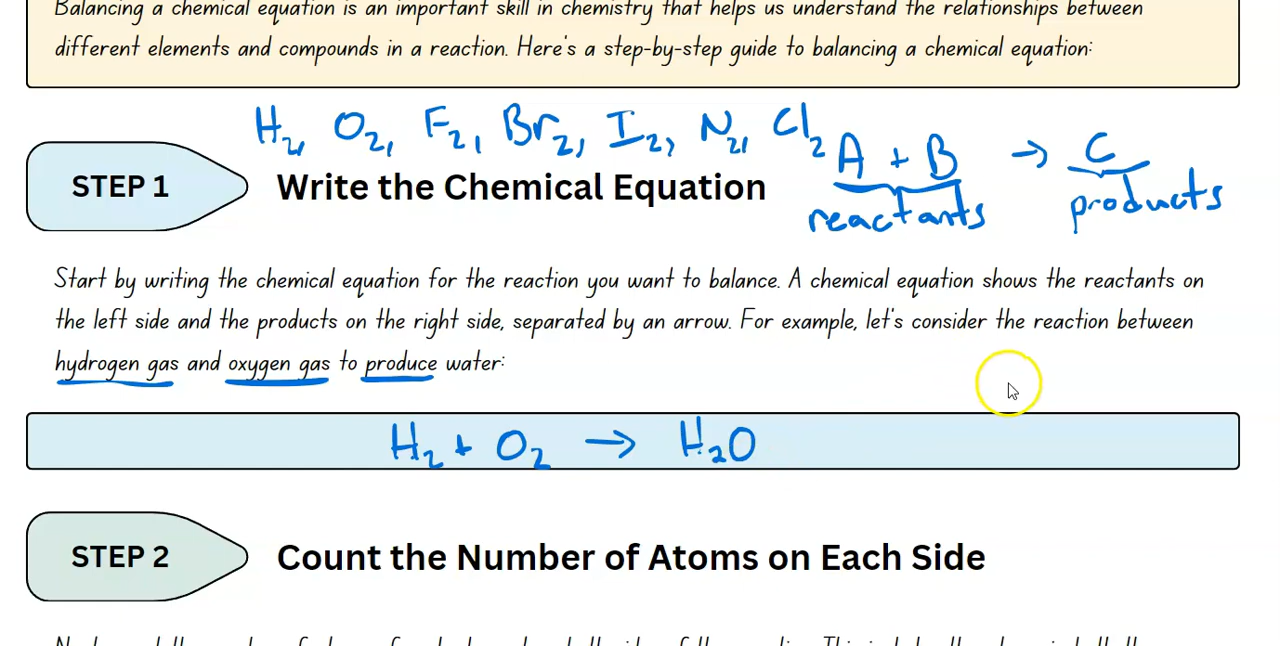 Balancing a chemical equation is an important skill in chemistry that helps us understand the relationships between
different elements and compounds in a reaction. Here's a step-by-step guide to balancing a chemical equation:
H2, O2, F2, Br2, I2, N2, Cl2
A + B → C
STEP 1
Write the Chemical Equation
reactants
products
Start by writing the chemical equation for the reaction you want to balance. A chemical equation shows the reactants on
the left side and the products on the right side, separated by an arrow. For example, let's consider the reaction between
hydrogen gas and oxygen gas to produce water:
H2 + O2 → H2O
STEP 2
Count the Number of Atoms on Each Side